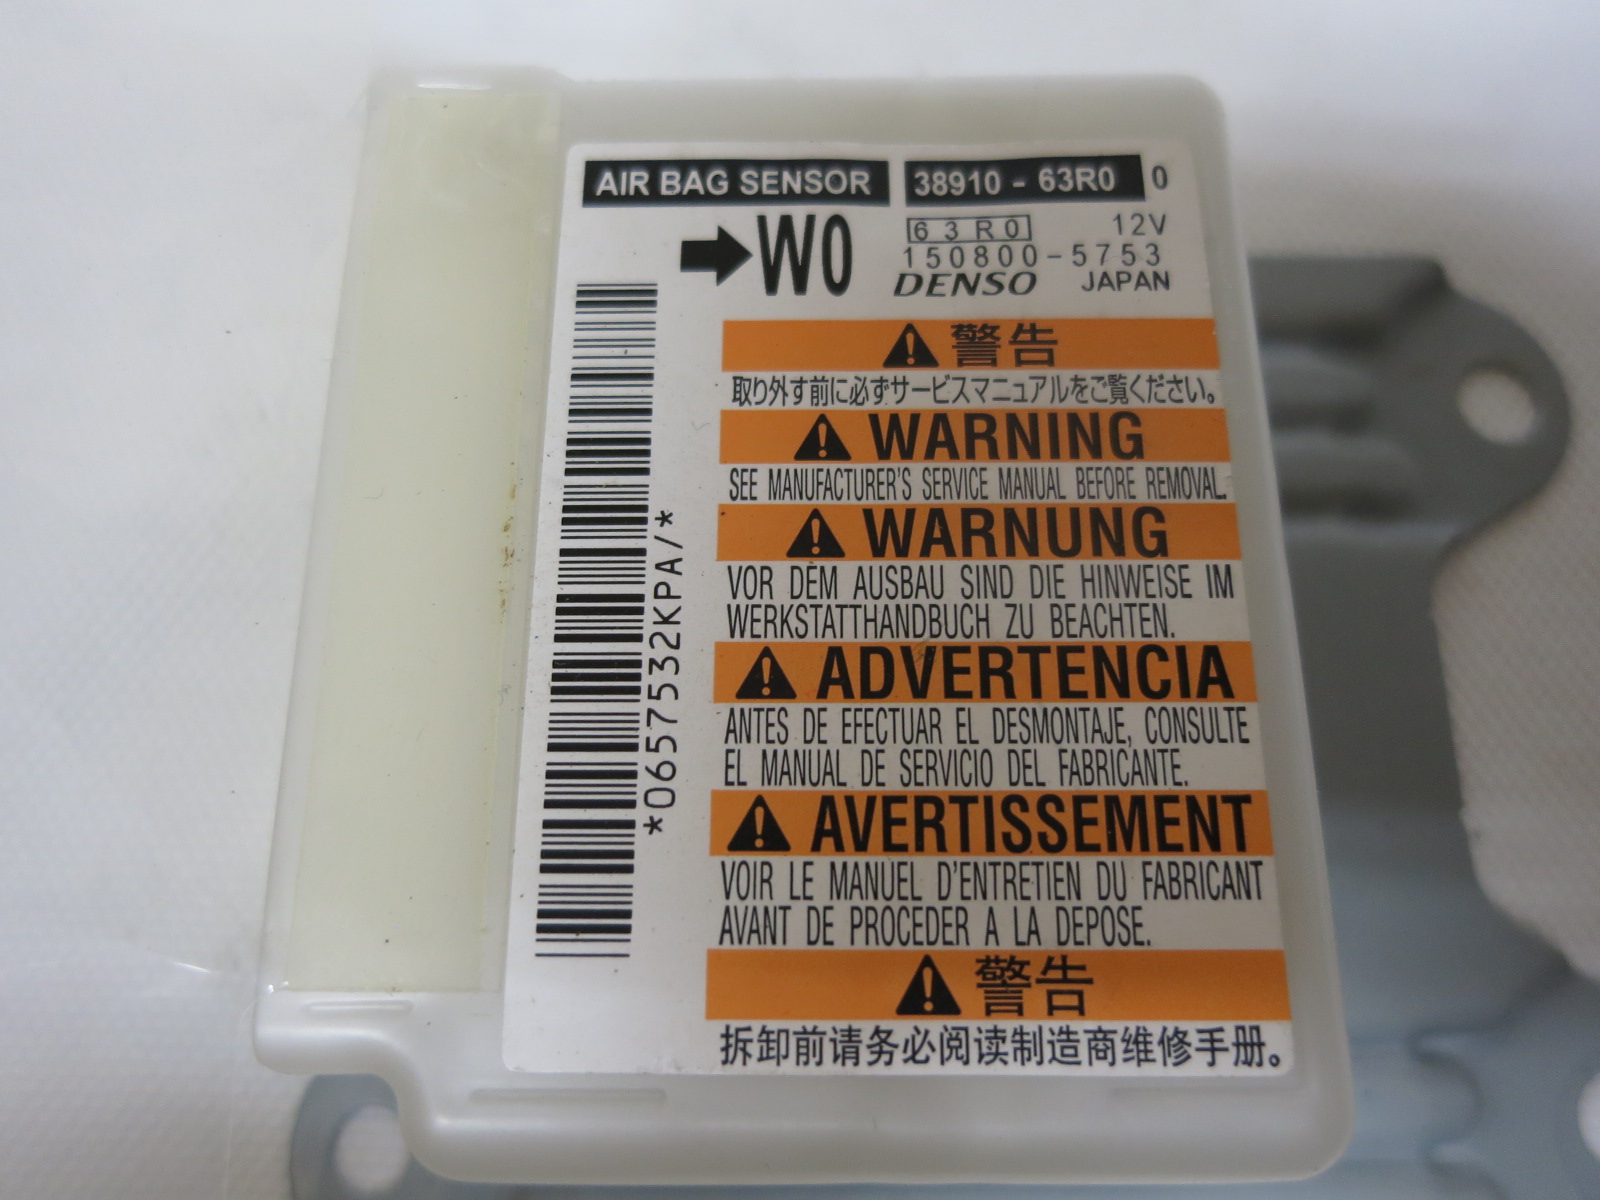 AIR BAG SENSOR 38910 - 63R0 0
➡W0 63R0 12V
150800-5753
DENSO JAPAN
*0657532KPA/*
⚠ 警告
取り外す前に必ずサービスマニュアルをご覧ください。
⚠ WARNING
SEE MANUFACTURER'S SERVICE MANUAL BEFORE REMOVAL.
⚠ WARNUNG
VOR DEM AUSBAU SIND DIE HINWEISE IM
WERKSTATTHANDBUCH ZU BEACHTEN.
⚠ ADVERTENCIA
ANTES DE EFECTUAR EL DESMONTAJE, CONSULTE
EL MANUAL DE SERVICIO DEL FABRICANTE.
⚠ AVERTISSEMENT
VOIR LE MANUEL D'ENTRETIEN DU FABRICANT
AVANT DE PROCEDER A LA DEPOSE.
⚠ 警告
拆卸前请务必阅读制造商维修手册。